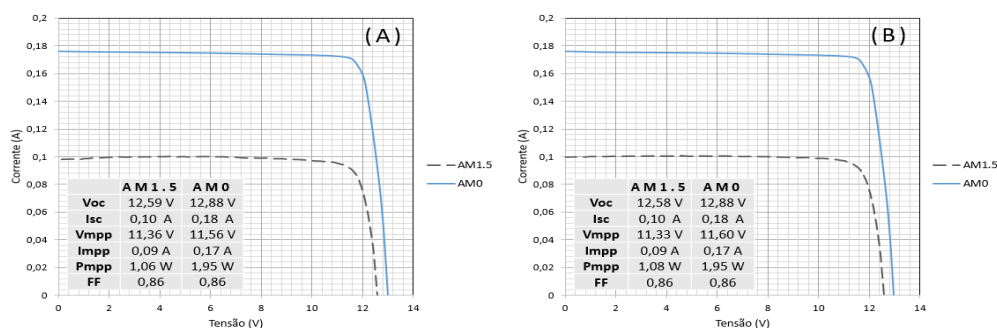 0,2
0,18
0,16
0,14
0,12
0,1
0,08
0,06
0,04
0,02
0
Corrente (A)
0 2 4 6 8 10 12 14
Tensão (V)
(A)
AM1.5
AM0
AM1.5 AM0
Voc 12,59 V 12,88 V
Isc 0,10 A 0,18 A
Vmpp 11,36 V 11,56 V
Impp 0,09 A 0,17 A
Pmpp 1,06 W 1,95 W
FF 0,86 0,86
0,2
0,18
0,16
0,14
0,12
0,1
0,08
0,06
0,04
0,02
0
Corrente (A)
0 2 4 6 8 10 12 14
Tensão (V)
(B)
AM1.5
AM0
AM1.5 AM0
Voc 12,58 V 12,88 V
Isc 0,10 A 0,18 A
Vmpp 11,33 V 11,60 V
Impp 0,09 A 0,17 A
Pmpp 1,08 W 1,95 W
FF 0,86 0,86